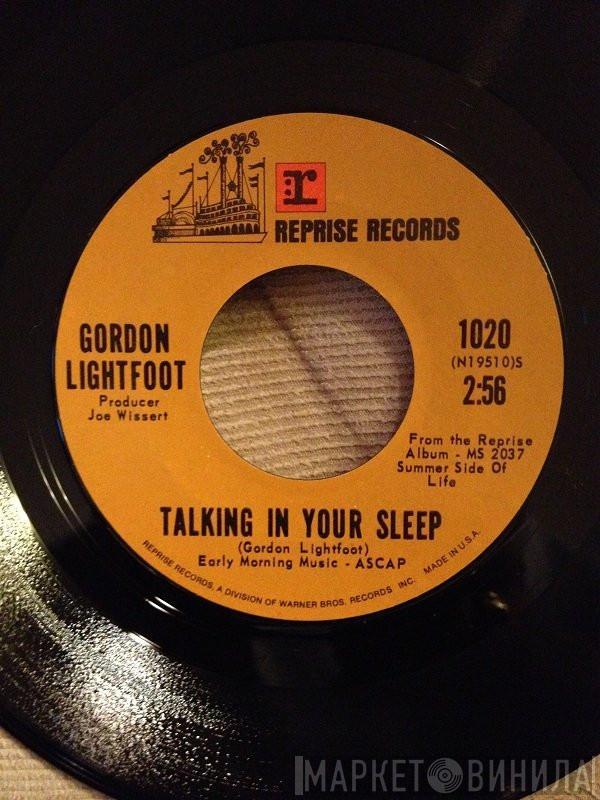 r:
REPRISE RECORDS
GORDON
LIGHTFOOT
Producer
Joe Wissert
1020
(N19510)S
2:56
From the Reprise
Album - MS 2037
Summer Side Of
Life
TALKING IN YOUR SLEEP
(Gordon Lightfoot)
Early Morning Music - ASCAP
REPRISE RECORDS, A DIVISION OF WARNER BROS. RECORDS INC. MADE IN U.S.A.
МАРКЕТ ВИНИЛА